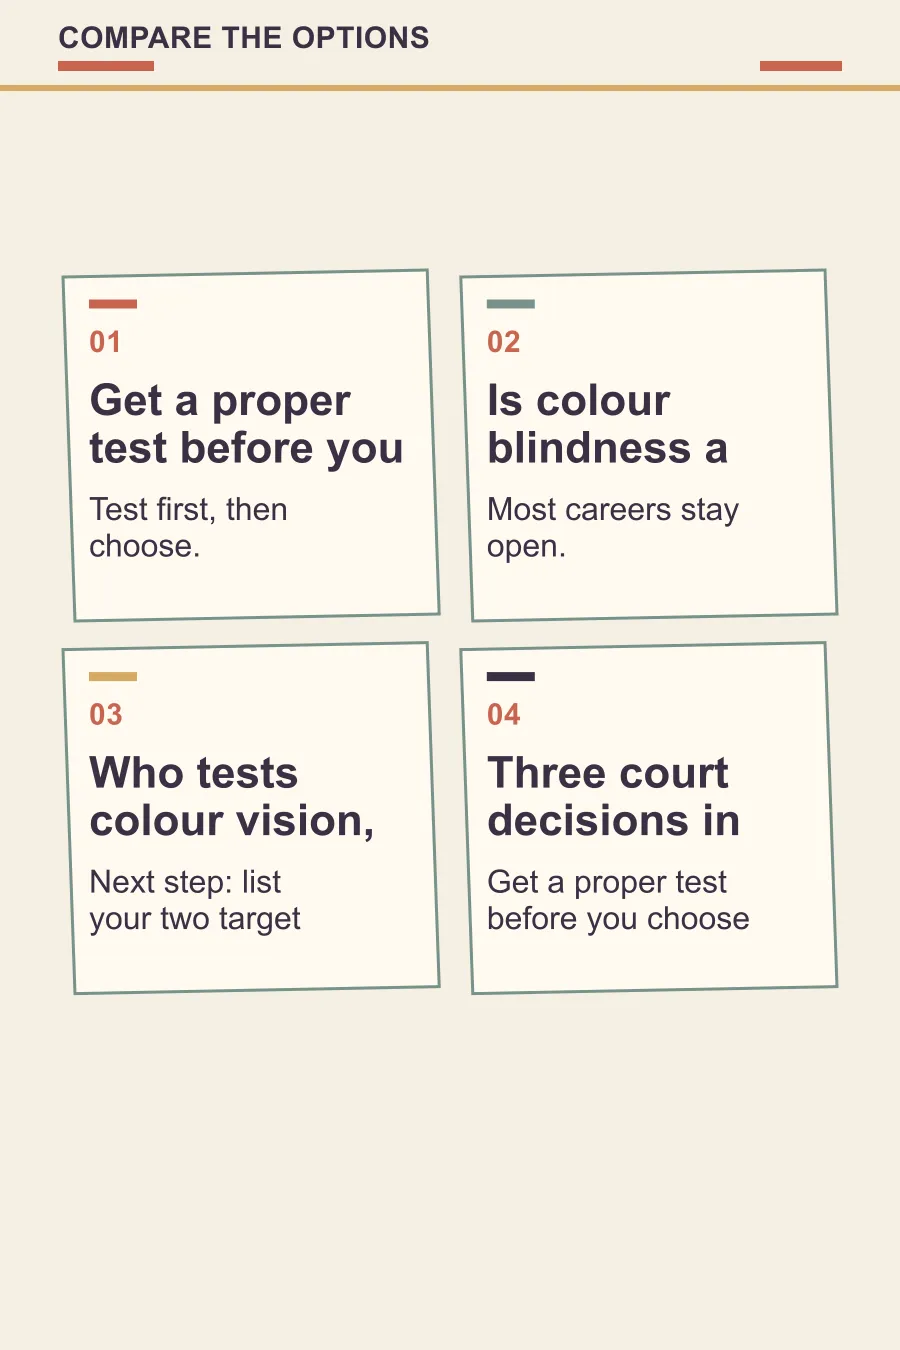 COMPARE THE OPTIONS
01
Get a proper
test before you
Test first, then
choose.
02
Is colour
blindness a
Most careers stay
open.
03
Who tests
colour vision,
Next step: list
your two target
04
Three court
decisions in
Get a proper test
before you choose